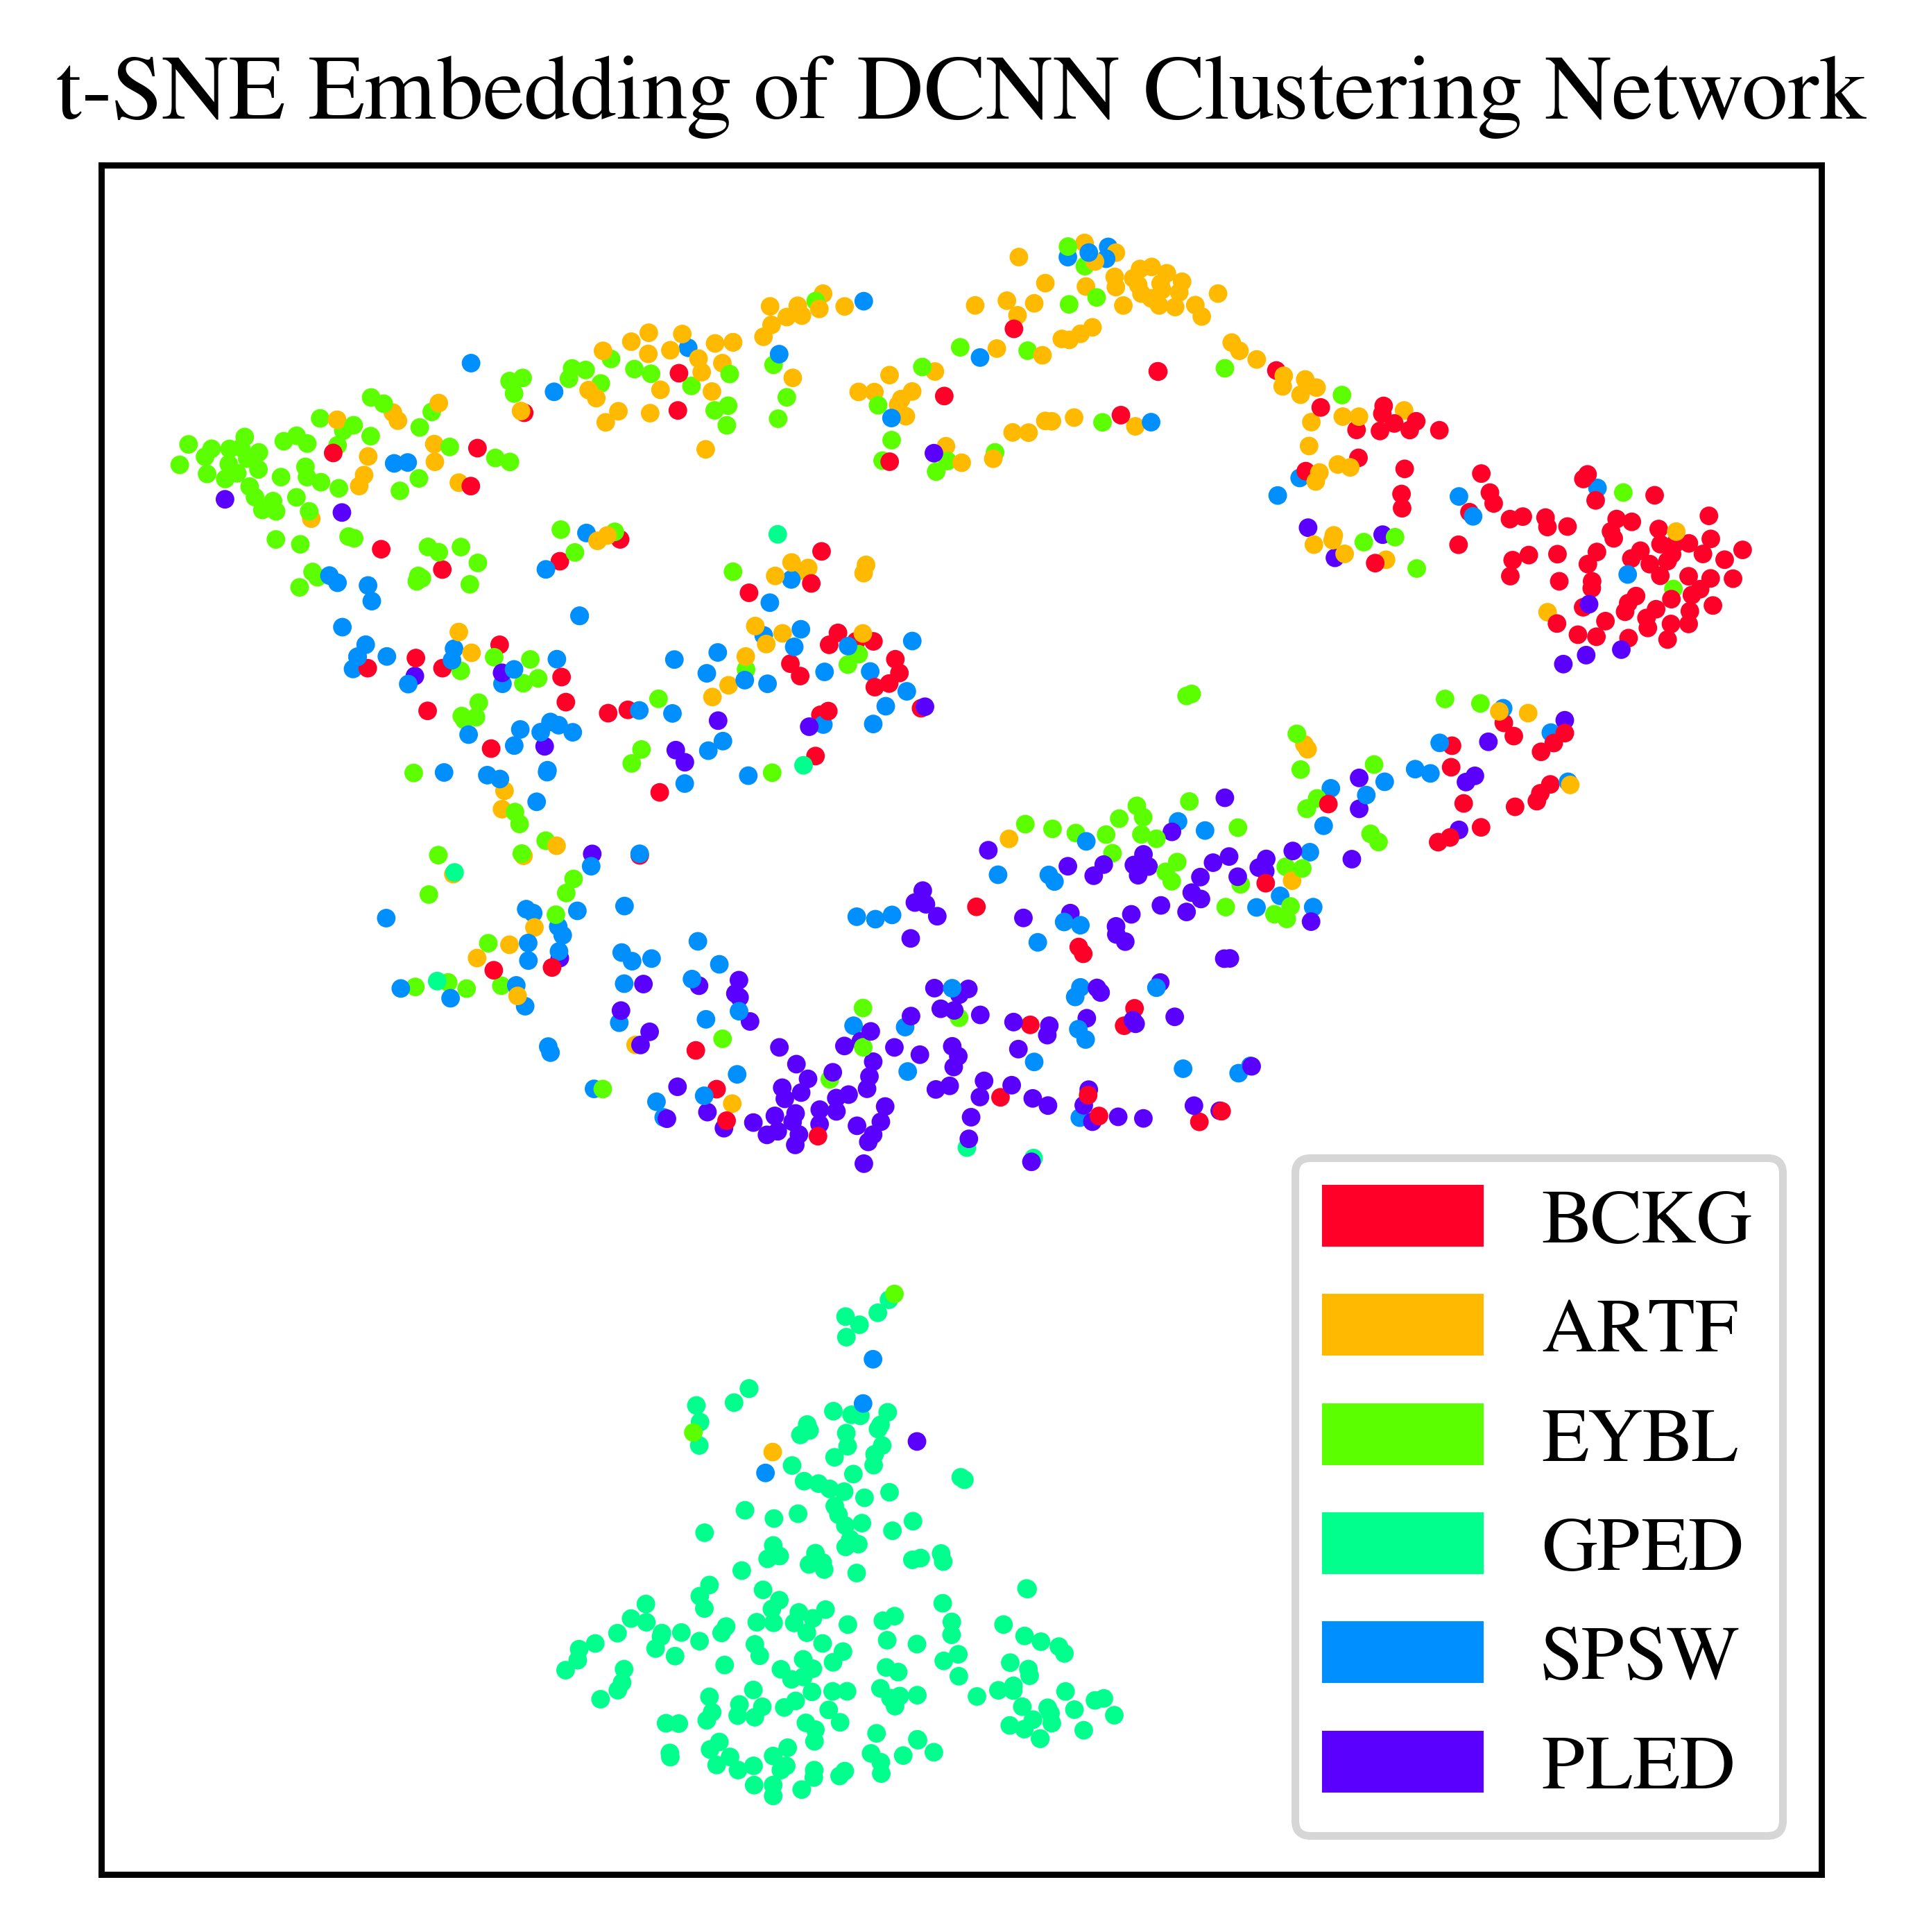 t-SNE Embedding of DCNN Clustering Network
BCKG
ARTF
EYBL
GPED
SPSW
PLED